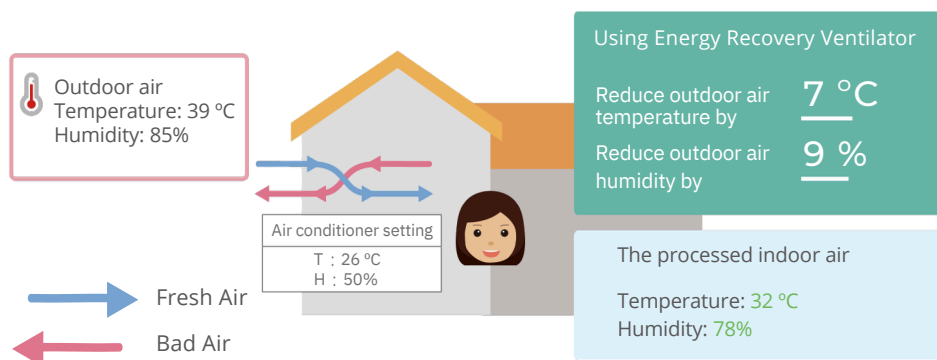 Outdoor air
Temperature: 39 ºC
Humidity: 85%
Air conditioner setting
T : 26 ºC
H : 50%
Fresh Air
Bad Air
Using Energy Recovery Ventilator
Reduce outdoor air
temperature by
7 °C
Reduce outdoor air
humidity by
9 %
The processed indoor air
Temperature: 32 ºC
Humidity: 78%